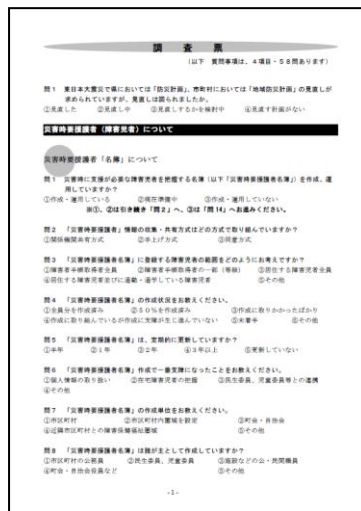 調査票
(以下 質問事項は、4項目・58問あります)
問1 東日本大震災で県においては「防災計画」、市町村においては「地域防災計画」の見直しが
求められていますが、見直しは図られましたか。
①見直した ②見直し中 ③見直しするかを検討中 ④見直す計画がない
災害時要援護者(障害児者)について
災害時要援護者「名簿」について
問1 災害時に支援が必要な障害児者を把握する名簿(以下「災害時要援護者名簿」)を作成、運
用していますか?
①作成・運用している ②現在準備中 ③作成・運用していない
※①、②は引き続き「問2」へ、③は「問14」へお進みください。
問2 「災害時要援護者」情報の収集・共有方式はどの方式で取り組んでいますか?
①関係機関共有方式 ②手上げ方式 ③同意方式
問3 「災害時要援護者名簿」に登録する障害児者の範囲をどのようにお考えですか?
①障害者手帳取得者全員 ②障害者手帳取得者の一部(等級) ③居住する障害児者全員
④居住する障害児者並びに通勤・通学している障害児者 ⑤その他
問4 「災害時要援護者名簿」の作成状況をお教えください。
①全員分を作成済み ②50%を作成済み ③作成に取りかかったばかり
④作成に取り組んでいるが作成に支障が生じ進んでいない ⑤未着手 ⑥その他
問5 「災害時要援護者名簿」は、定期的に更新していますか?
①半年 ②1年 ③2年 ④3年以上 ⑤更新していない
問6 「災害時要援護者名簿」作成で一番支障になったことをお教えください。
①個人情報の取り扱い ②在宅障害児者の把握 ③民生委員、児童委員等との連携
④その他
問7 「災害時要援護者名簿」の作成単位をお教えください。
①市区町村 ②市区町村内圏域を設定 ③町会・自治会
④近隣市区町村との障害保健福祉圏域 ⑤その他
問8 「災害時要援護者名簿」は誰が主として作成していますか?
①市区町村の公務員 ②民生委員、児童委員 ③施設などの公・民間職員
④町会・自治会役員など ⑤その他
-1-